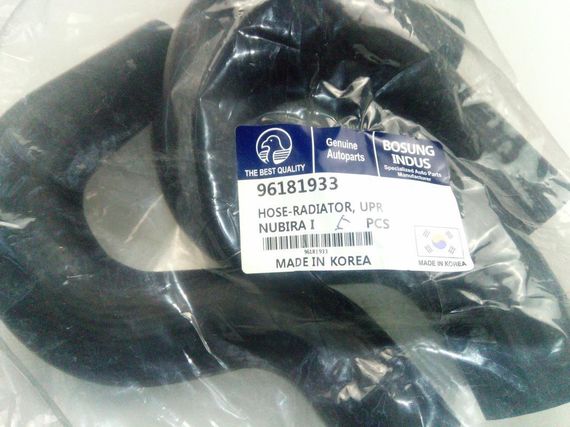 THE BEST QUALITY
Genuine
Autoparts
BOSUNG
INDUS
Specialized Auto Parts
Manufacturer
96181933
HOSE-RADIATOR, UPR
NUBIRA I PCS
96181933
MADE IN KOREA
MADE IN KOREA